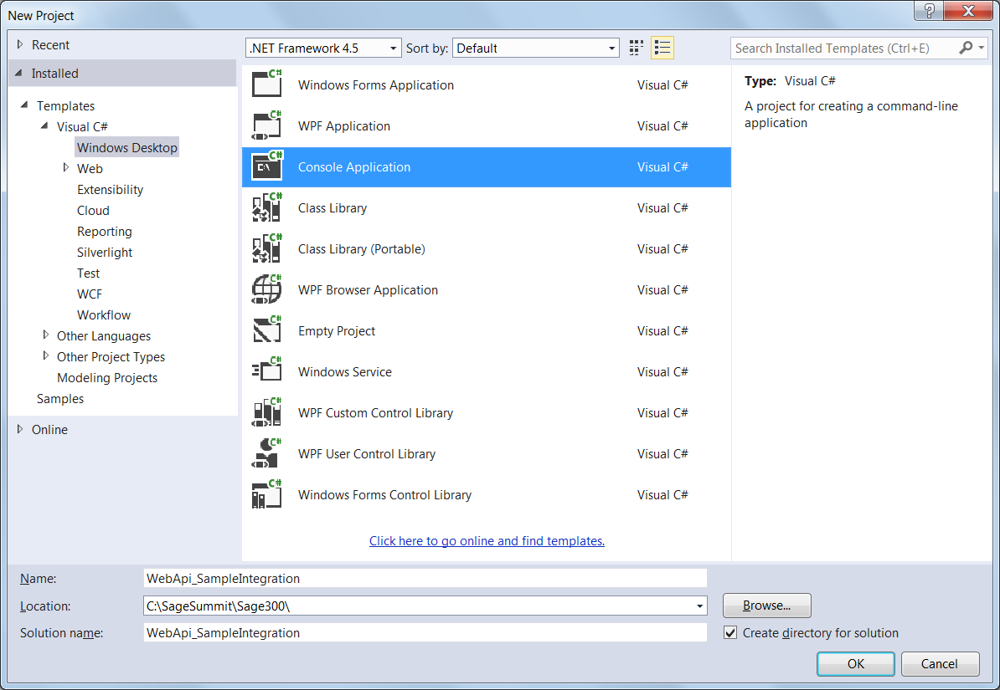 New Project
Recent
Installed
Templates
Visual C#
Windows Desktop
Web
Extensibility
Cloud
Reporting
Silverlight
Test
WCF
Workflow
Other Languages
Other Project Types
Modeling Projects
Samples
Online
.NET Framework 4.5 Sort by: Default
Search Installed Templates (Ctrl+E)
C# Windows Forms Application Visual C#
C# WPF Application Visual C#
C# C:\ Console Application Visual C#
C# Class Library Visual C#
C# Class Library (Portable) Visual C#
C# WPF Browser Application Visual C#
C# Empty Project Visual C#
C# Windows Service Visual C#
C# WPF Custom Control Library Visual C#
C# WPF User Control Library Visual C#
C# Windows Forms Control Library Visual C#
Click here to go online and find templates.
Type: Visual C#
A project for creating a command-line
application
Name: WebApi_SampleIntegration
Location: C:\SageSummit\Sage300\ Browse...
Solution name: WebApi_SampleIntegration Create directory for solution
OK Cancel